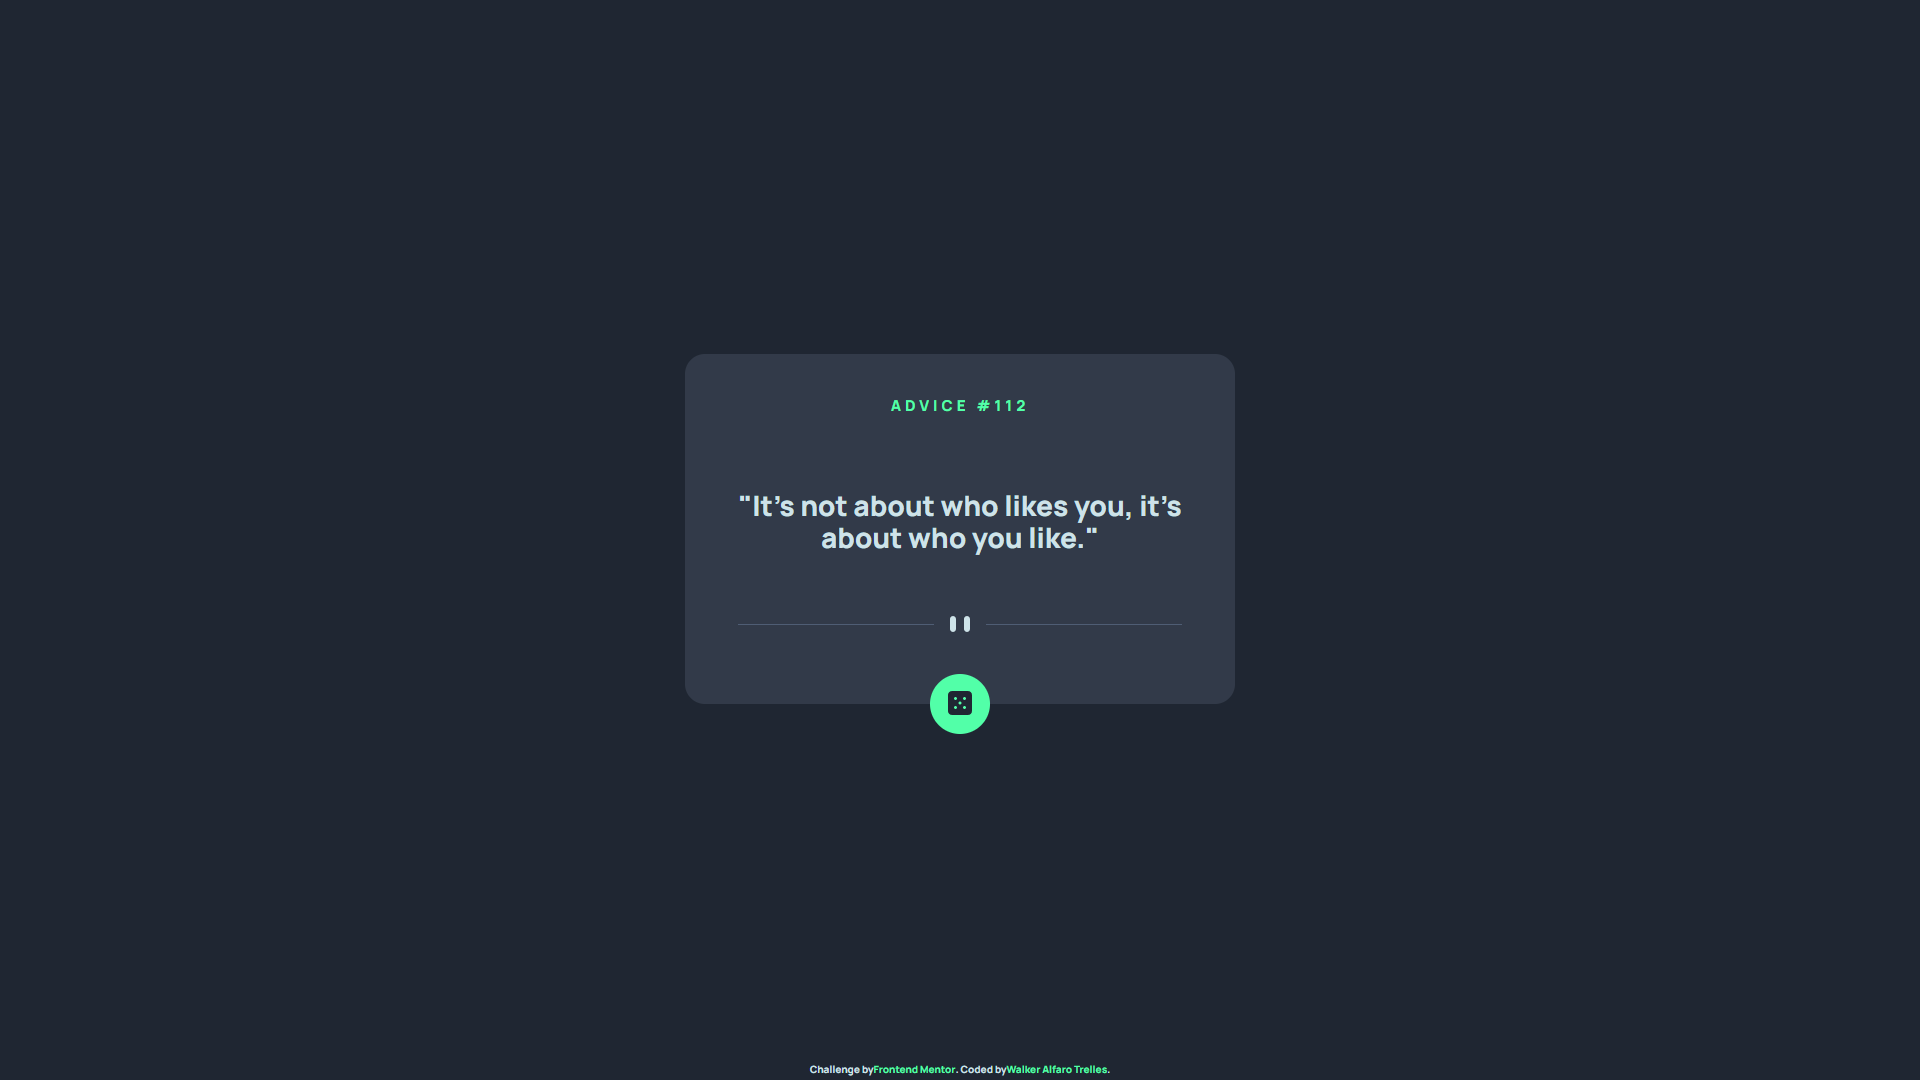 ADVICE #112
"It's not about who likes you, it's
about who you like."
Challenge byFrontend Mentor. Coded byWalker Alfaro Trelles.